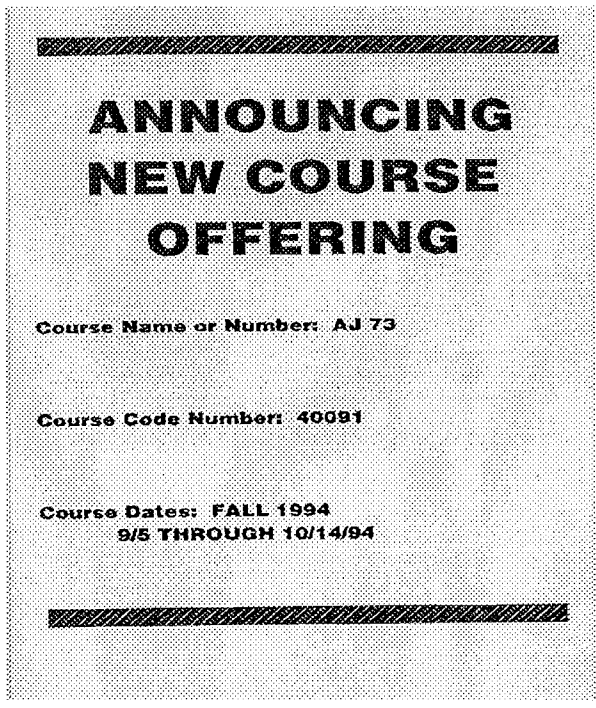 ANNOUNCING
NEW COURSE
OFFERING
Course Name or Number: AJ 73
Course Code Number: 40091
Course Dates: FALL 1994
9/5 THROUGH 10/14/94